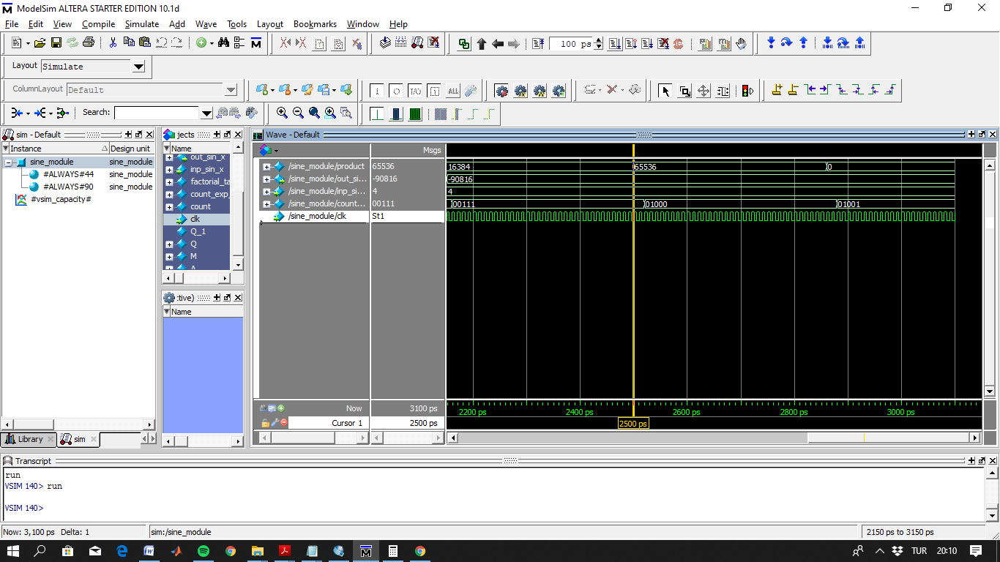 ModelSim ALTERA STARTER EDITION 10.1d
File Edit View Compile Simulate Add Wave Tools Layout Bookmarks Window Help
100 ps
Layout Simulate
ColumnLayout Default
Search:
sim - Default
Instance Design unit
sine_module sine_module
#ALWAYS#44 sine_module
#ALWAYS#90 sine_module
#vsim_capacity#
Library sim
jects
Name
out_sin_x
inp_sin_x
factorial_ta
count_exp_
count
clk
Q_1
Q
M
A
:tive)
Name
Wave - Default
Msgs
/sine_module/product 65536 16384 65536 0
/sine_module/out_si... -90816 -90816
/sine_module/inp_si... 4 4
/sine_module/count... 00111 00111 01000 01001
/sine_module/clk St1
Now 3100 ps 2200 ps 2400 ps 2600 ps 2800 ps 3000 ps
Cursor 1 2500 ps 2500 ps
Transcript
run
VSIM 140> run
VSIM 140>
Now: 3,100 ps Delta: 1 sim:/sine_module 2150 ps to 3150 ps
TUR 20:10